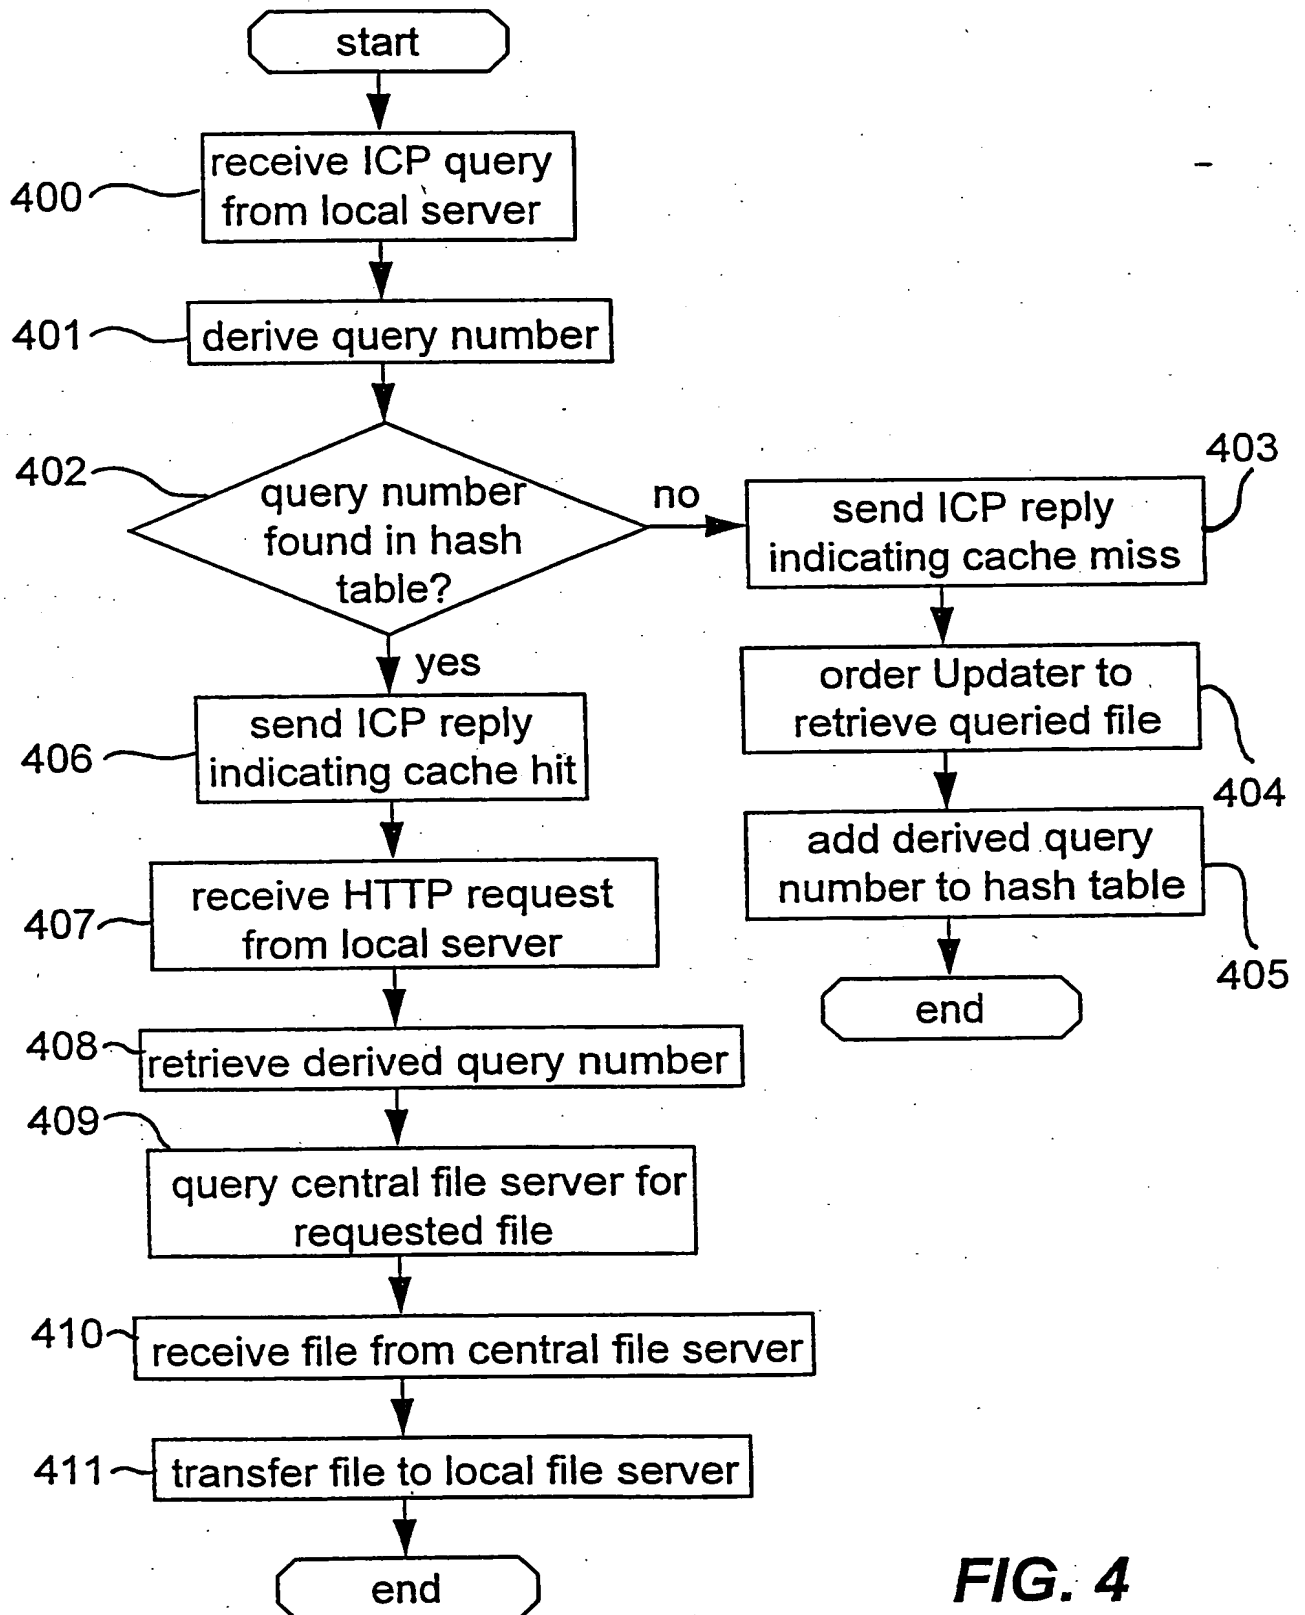 start
400
receive ICP query
from local server
401
derive query number
402
query number
found in hash
table?
no
403
send ICP reply
indicating cache miss
order Updater to
retrieve queried file
404
add derived query
number to hash table
405
end
yes
406
send ICP reply
indicating cache hit
407
receive HTTP request
from local server
408
retrieve derived query number
409
query central file server for
requested file
410
receive file from central file server
411
transfer file to local file server
end
FIG. 4